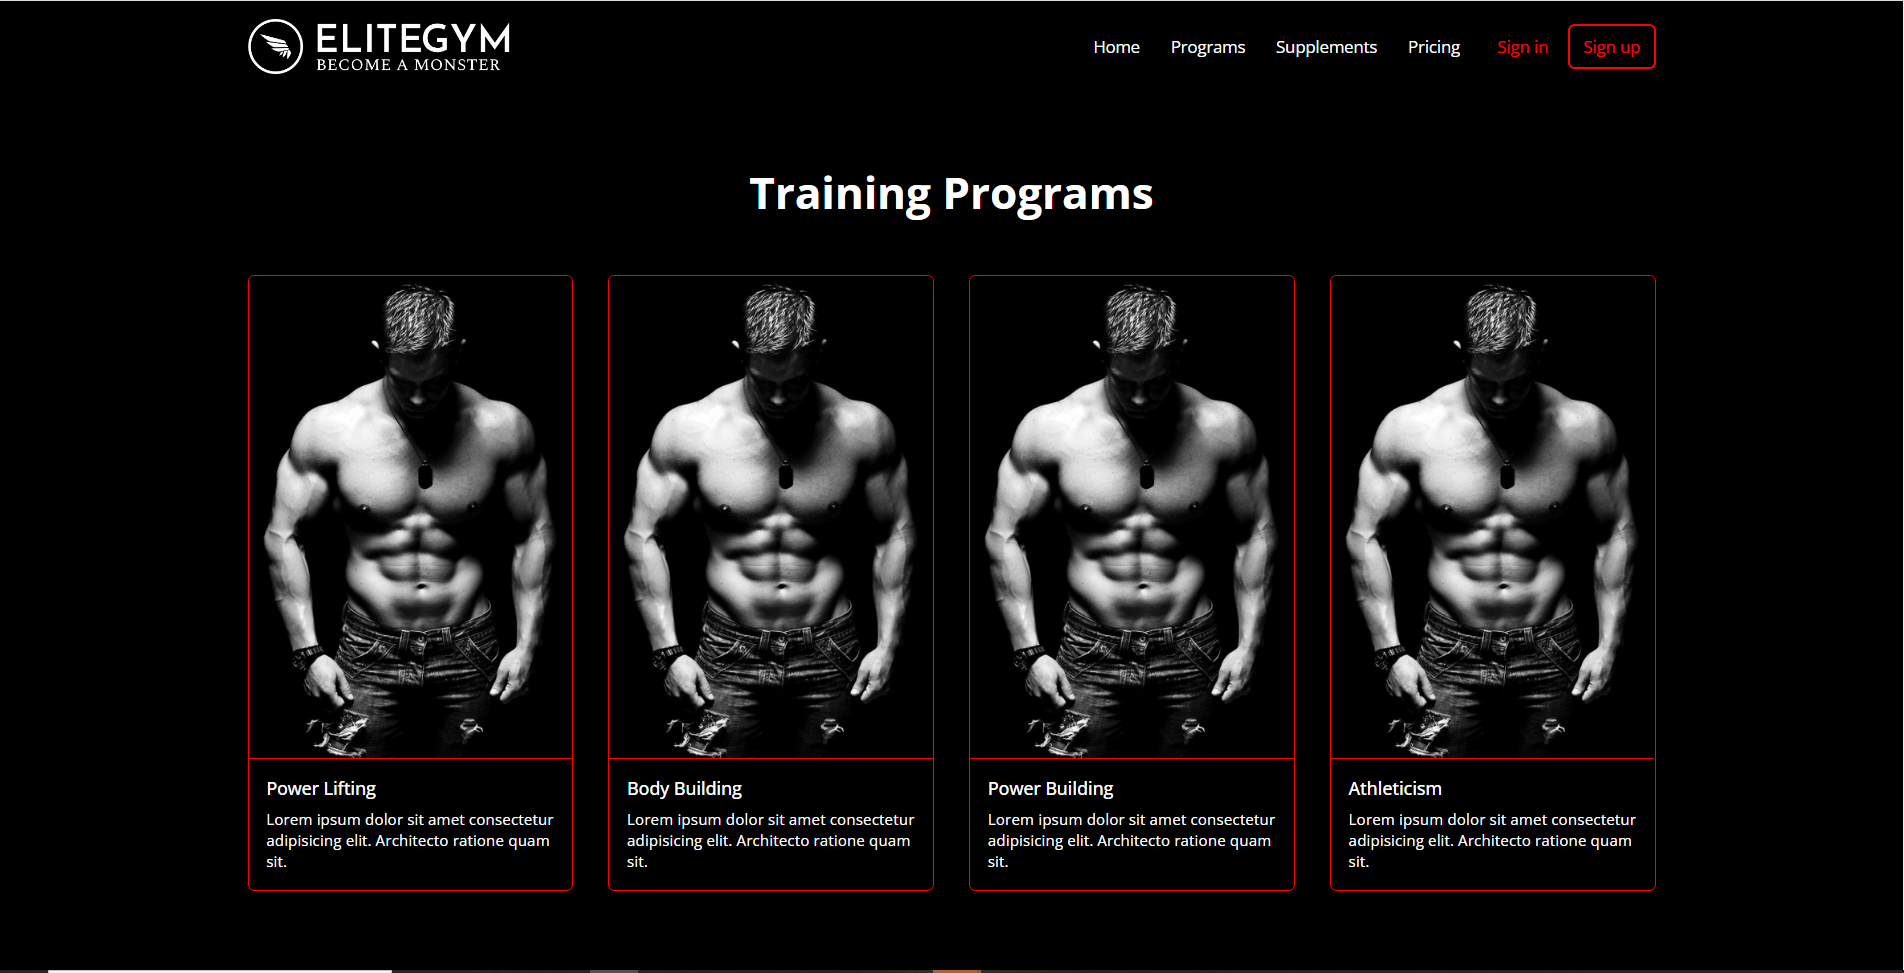 ELITEGYM
BECOME A MONSTER
Home Programs Supplements Pricing Sign in Sign up
Training Programs
Power Lifting
Lorem ipsum dolor sit amet consectetur
adipisicing elit. Architecto ratione quam
sit.
Body Building
Lorem ipsum dolor sit amet consectetur
adipisicing elit. Architecto ratione quam
sit.
Power Building
Lorem ipsum dolor sit amet consectetur
adipisicing elit. Architecto ratione quam
sit.
Athleticism
Lorem ipsum dolor sit amet consectetur
adipisicing elit. Architecto ratione quam
sit.